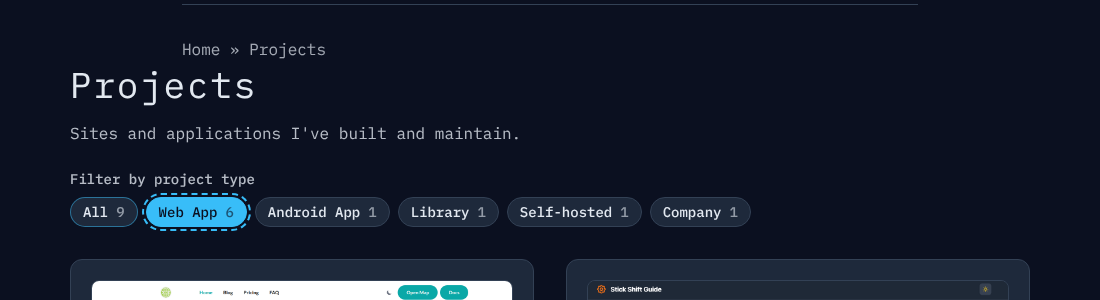 Home » Projects
Projects
Sites and applications I've built and maintain.
Filter by project type
All 9 Web App 6 Android App 1 Library 1 Self-hosted 1 Company 1
Home Blog Pricing FAQ Open Map Docs Stick Shift Guide